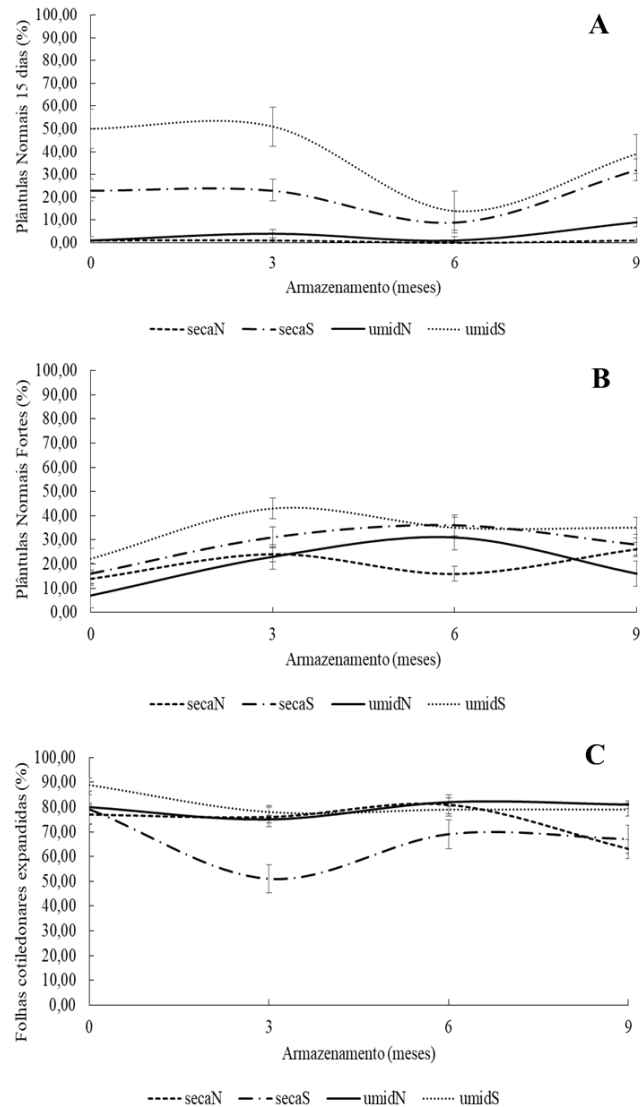 A
Plântulas Normais 15 dias (%)
100,00
90,00
80,00
70,00
60,00
50,00
40,00
30,00
20,00
10,00
0,00
0 3 6 9
Armazenamento (meses)
secaN secaS umidN umidS
B
Plântulas Normais Fortes (%)
100,00
90,00
80,00
70,00
60,00
50,00
40,00
30,00
20,00
10,00
0,00
0 3 6 9
Armazenamento (meses)
secaN secaS umidN umidS
C
Folhas cotiledonares expandidas (%)
100,00
90,00
80,00
70,00
60,00
50,00
40,00
30,00
20,00
10,00
0,00
0 3 6 9
Armazenamento (meses)
secaN secaS umidN umidS